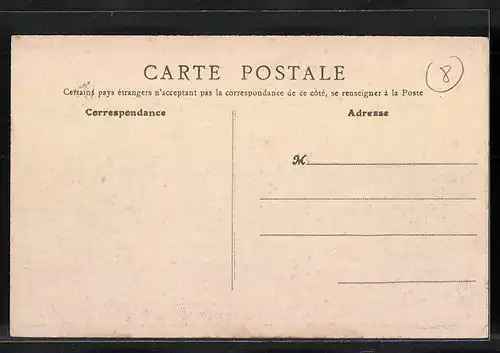 CARTE POSTALE
8
Certains pays étrangers n'acceptant pas la correspondance de ce côté, se renseigner à la Poste
Correspondance
Adresse
M.